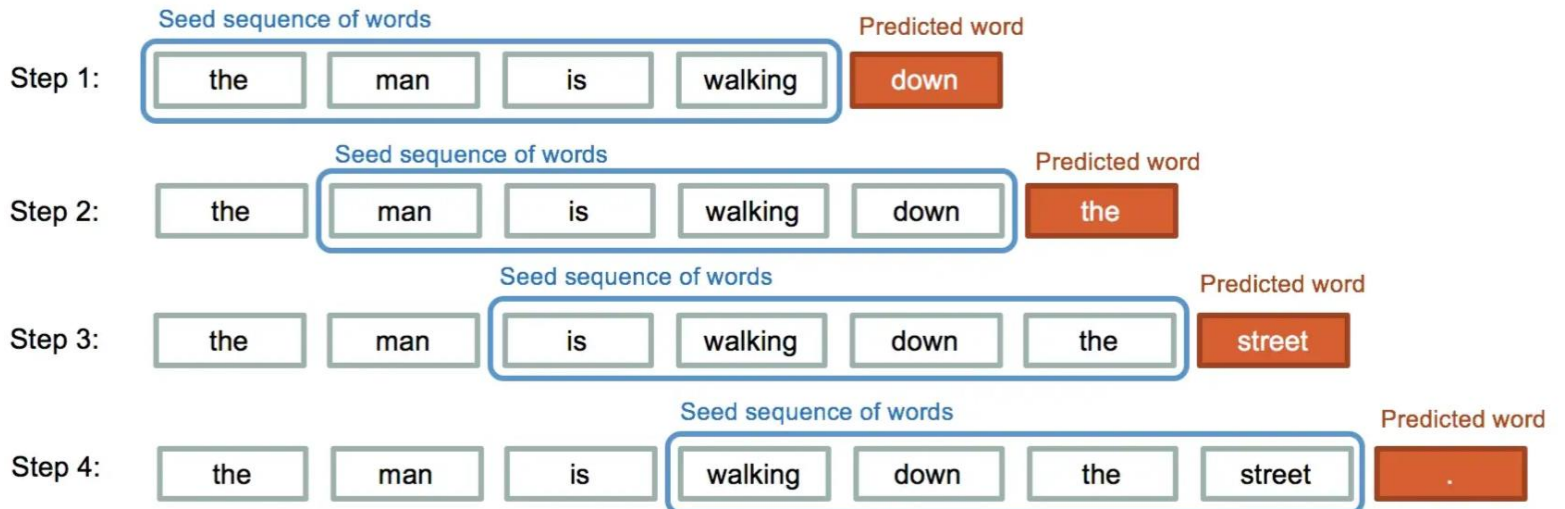 Seed sequence of words
Predicted word
Step 1: the man is walking down
Seed sequence of words
Predicted word
Step 2: the man is walking down the
Seed sequence of words
Predicted word
Step 3: the man is walking down the street
Seed sequence of words
Predicted word
Step 4: the man is walking down the street .